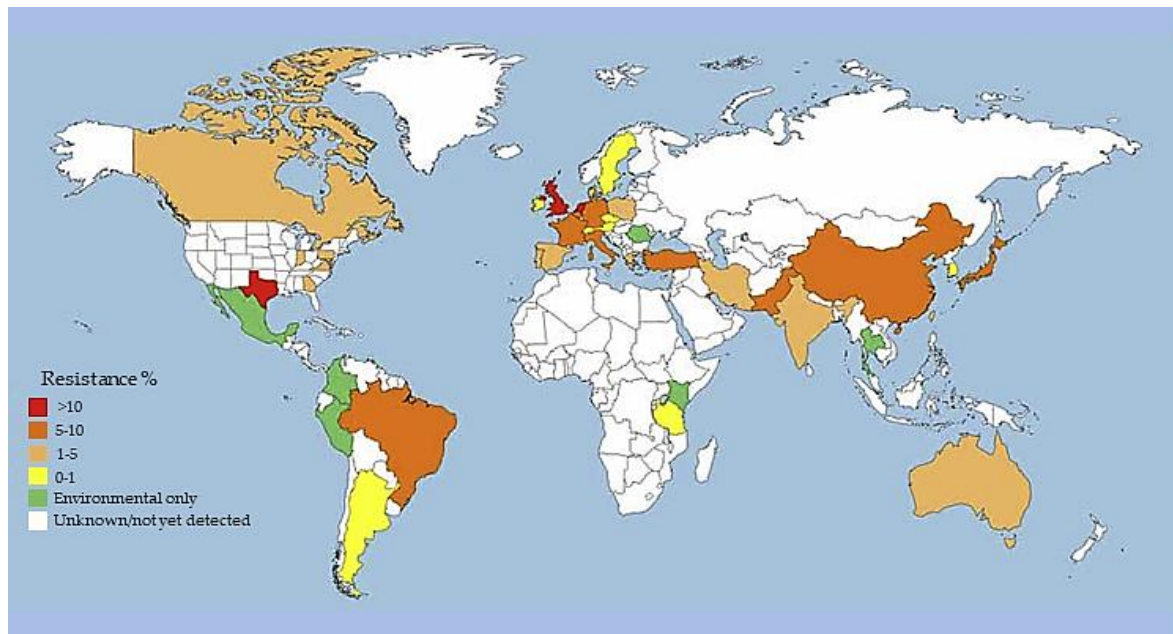 Resistance %
>10
5-10
1-5
0-1
Environmental only
Unknown/not yet detected